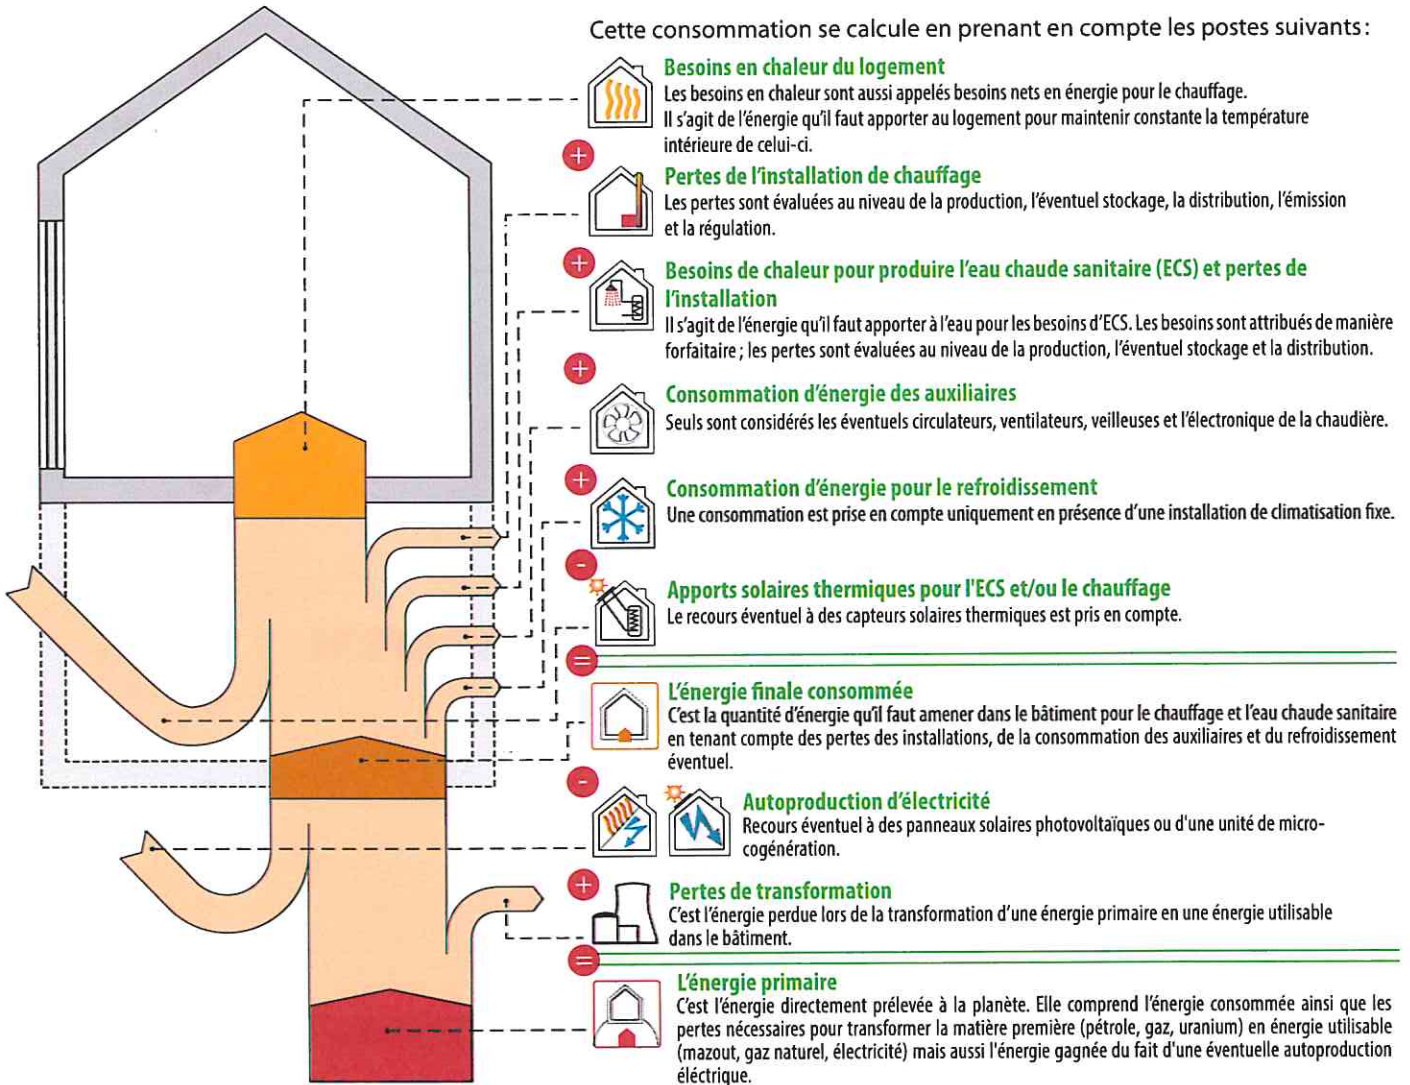 Cette consommation se calcule en prenant en compte les postes suivants :
Besoins en chaleur du logement
Les besoins en chaleur sont aussi appelés besoins nets en énergie pour le chauffage.
Il s'agit de l'énergie qu'il faut apporter au logement pour maintenir constante la température
intérieure de celui-ci.
+
Pertes de l'installation de chauffage
Les pertes sont évaluées au niveau de la production, l'éventuel stockage, la distribution, l'émission
et la régulation.
+
Besoins de chaleur pour produire l'eau chaude sanitaire (ECS) et pertes de
l'installation
Il s'agit de l'énergie qu'il faut apporter à l'eau pour les besoins d'ECS. Les besoins sont attribués de manière
forfaitaire ; les pertes sont évaluées au niveau de la production, l'éventuel stockage et la distribution.
+
Consommation d'énergie des auxiliaires
Seuls sont considérés les éventuels circulateurs, ventilateurs, veilleuses et l'électronique de la chaudière.
+
Consommation d'énergie pour le refroidissement
Une consommation est prise en compte uniquement en présence d'une installation de climatisation fixe.
-
Apports solaires thermiques pour l'ECS et/ou le chauffage
Le recours éventuel à des capteurs solaires thermiques est pris en compte.
=
L'énergie finale consommée
C'est la quantité d'énergie qu'il faut amener dans le bâtiment pour le chauffage et l'eau chaude sanitaire
en tenant compte des pertes des installations, de la consommation des auxiliaires et du refroidissement
éventuel.
-
Autoproduction d'électricité
Recours éventuel à des panneaux solaires photovoltaïques ou d'une unité de micro-
cogénération.
+
Pertes de transformation
C'est l'énergie perdue lors de la transformation d'une énergie primaire en une énergie utilisable
dans le bâtiment.
=
L'énergie primaire
C'est l'énergie directement prélevée à la planète. Elle comprend l'énergie consommée ainsi que les
pertes nécessaires pour transformer la matière première (pétrole, gaz, uranium) en énergie utilisable
(mazout, gaz naturel, électricité) mais aussi l'énergie gagnée du fait d'une éventuelle autoproduction
éléctrique.